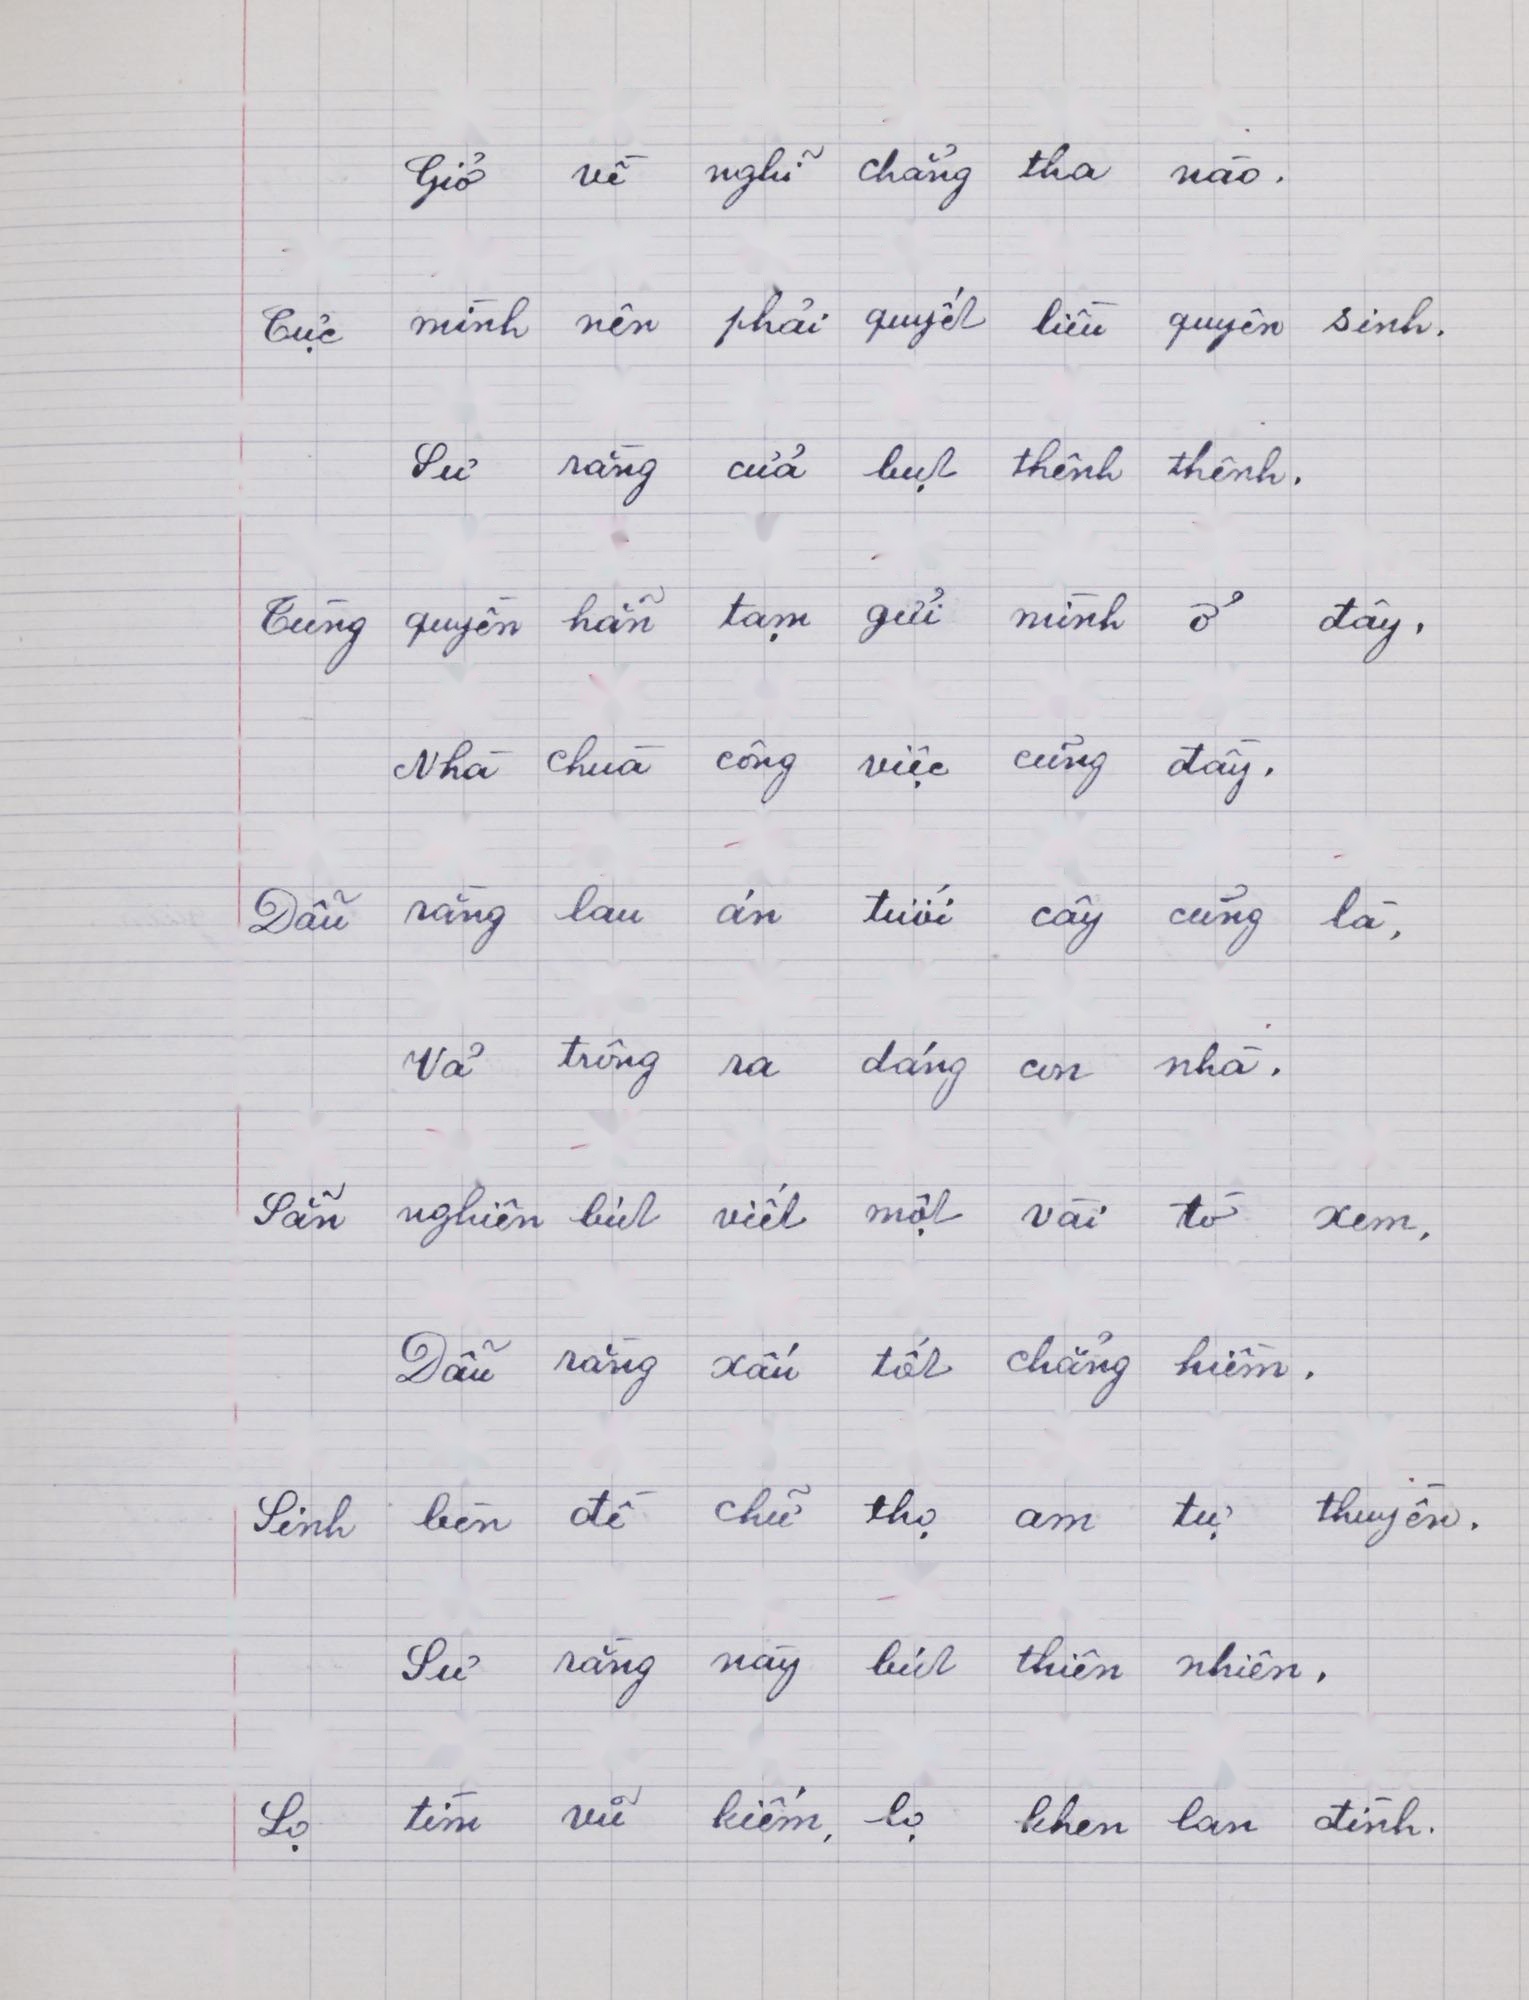 Giở về nghĩ chẳng tha nào.
Cực mình nên phải quyết liều quyên sinh.
Sư rằng cửa bụt thênh thênh.
Tùng quyền hẵn tạm gửi mình ở đây,
Nhà chùa công việc cũng đầy.
Dẫu rằng lau án tưới cây cũng là,
Vả trông ra dáng con nhà.
Sẵn nghiên bút viết một vài tờ xem,
Dẫu rằng xấu tốt chẳng hiềm.
Sinh bèn đề chữ thọ am tự thuyền.
Sư rằng này bút thiên nhiên,
Lọ tìm vũ kiếm, lọ khen lan đình.